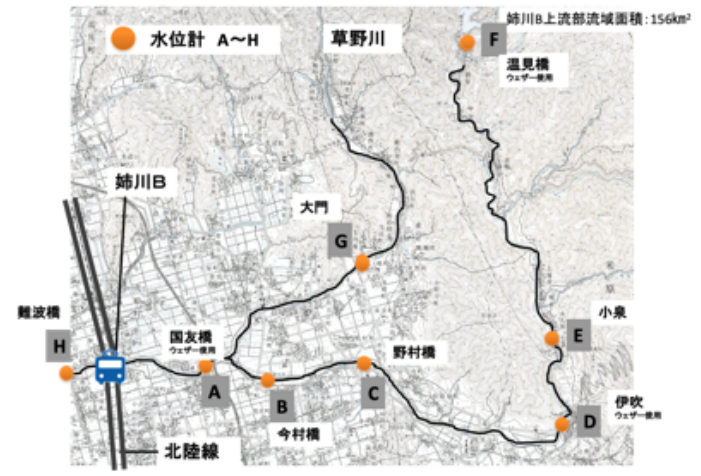 姉川B上流部流域面積：156㎢
水位計 A～H
草野川
F
温見橋
ウェザー使用
姉川B
大門
G
難波橋
H
国友橋
ウェザー使用
A
B
今村橋
野村橋
C
小泉
E
伊吹
ウェザー使用
D
北陸線